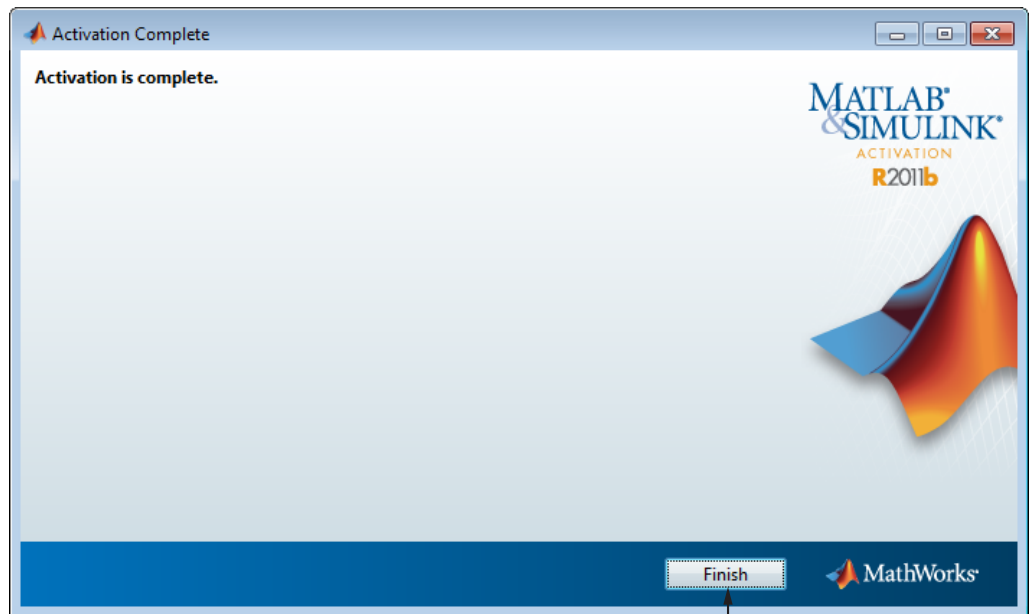 Activation Complete
Activation is complete.
MATLAB®
&SIMULINK®
ACTIVATION
R2011b
Finish
MathWorks®